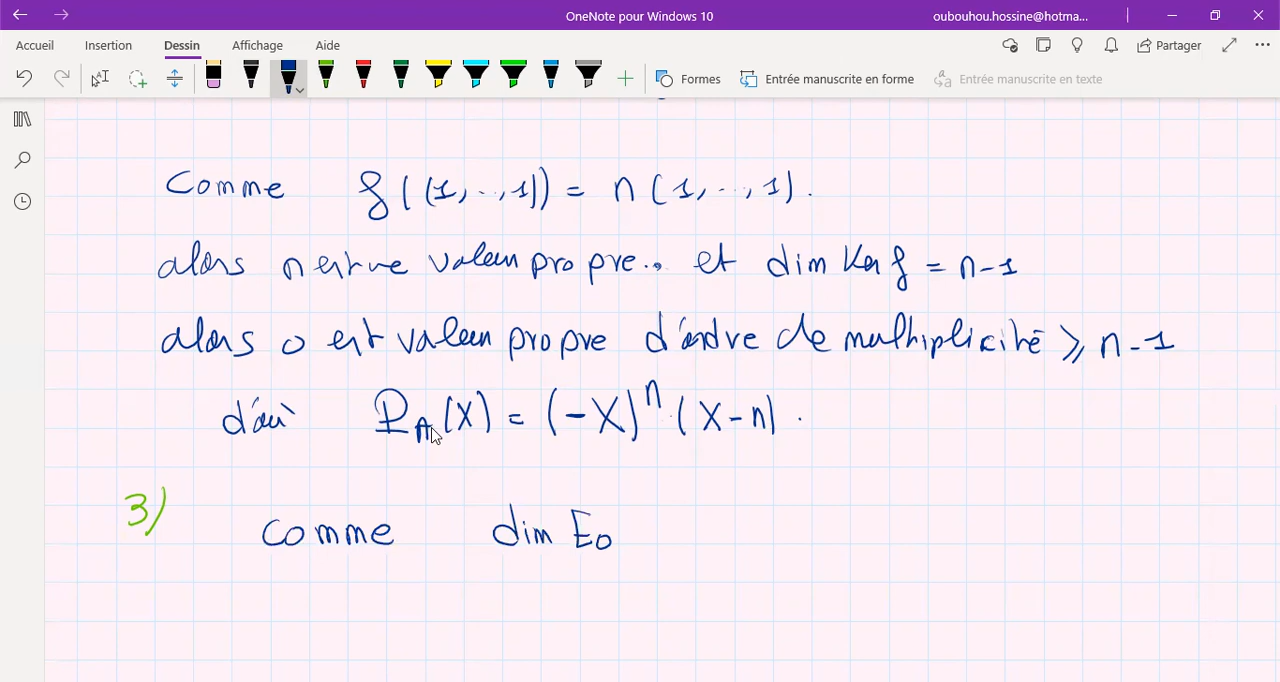 OneNote pour Windows 10
oubouhou.hossine@hotma...
Accueil Insertion Dessin Affichage Aide
Partager
Formes Entrée manuscrite en forme Entrée manuscrite en texte
Comme f((1,..,1)) = n(1,..,1).
alors n est une valeur propre.. et dim Ker f = n-1
alors 0 est valeur propre d'ordre de multiplicité ⩾ n-1
d'où P_A(X) = (-X)^n (X-n).
3) comme dim E_0